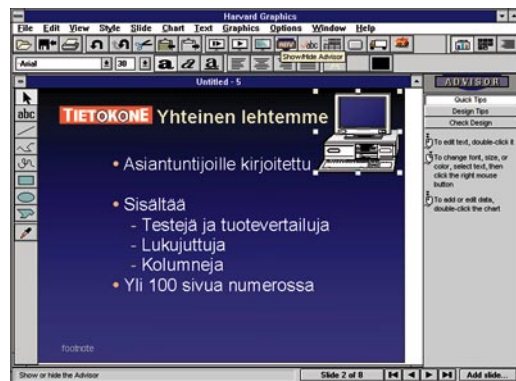 Harvard Graphics
File Edit View Style Slide Chart Text Graphics Options Window Help
Show/Hide Advisor
Arial 30 a a a
Untitled - 5
ADVISOR
Quick Tips
Design Tips
Check Design
abc
TIETOKONE Yhteinen lehtemme
• Asiantuntijoille kirjoitettu
• Sisältää
- Testejä ja tuotevertailuja
- Lukujuttuja
- Kolumneja
• Yli 100 sivua numerossa
footnote
To edit text, double-click it
To change font, size, or
color, select text, then
click the right mouse
button
To add or edit data,
double-click the chart
Show or hide the Advisor
Slide 2 of 8
Add slide...